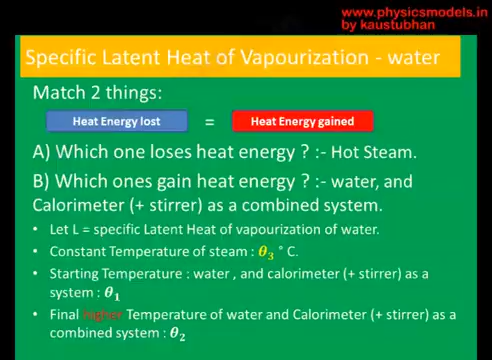 www.physicsmodels.in
by kaustubhan
Specific Latent Heat of Vapourization - water
Match 2 things:
Heat Energy lost = Heat Energy gained
A) Which one loses heat energy ? :- Hot Steam.
B) Which ones gain heat energy ? :- water, and
Calorimeter (+ stirrer) as a combined system.
• Let L = specific Latent Heat of vapourization of water.
• Constant Temperature of steam : θ₃ ° C.
• Starting Temperature : water , and calorimeter (+ stirrer) as a
system : θ₁
• Final higher Temperature of water and Calorimeter (+ stirrer) as a
combined system : θ₂